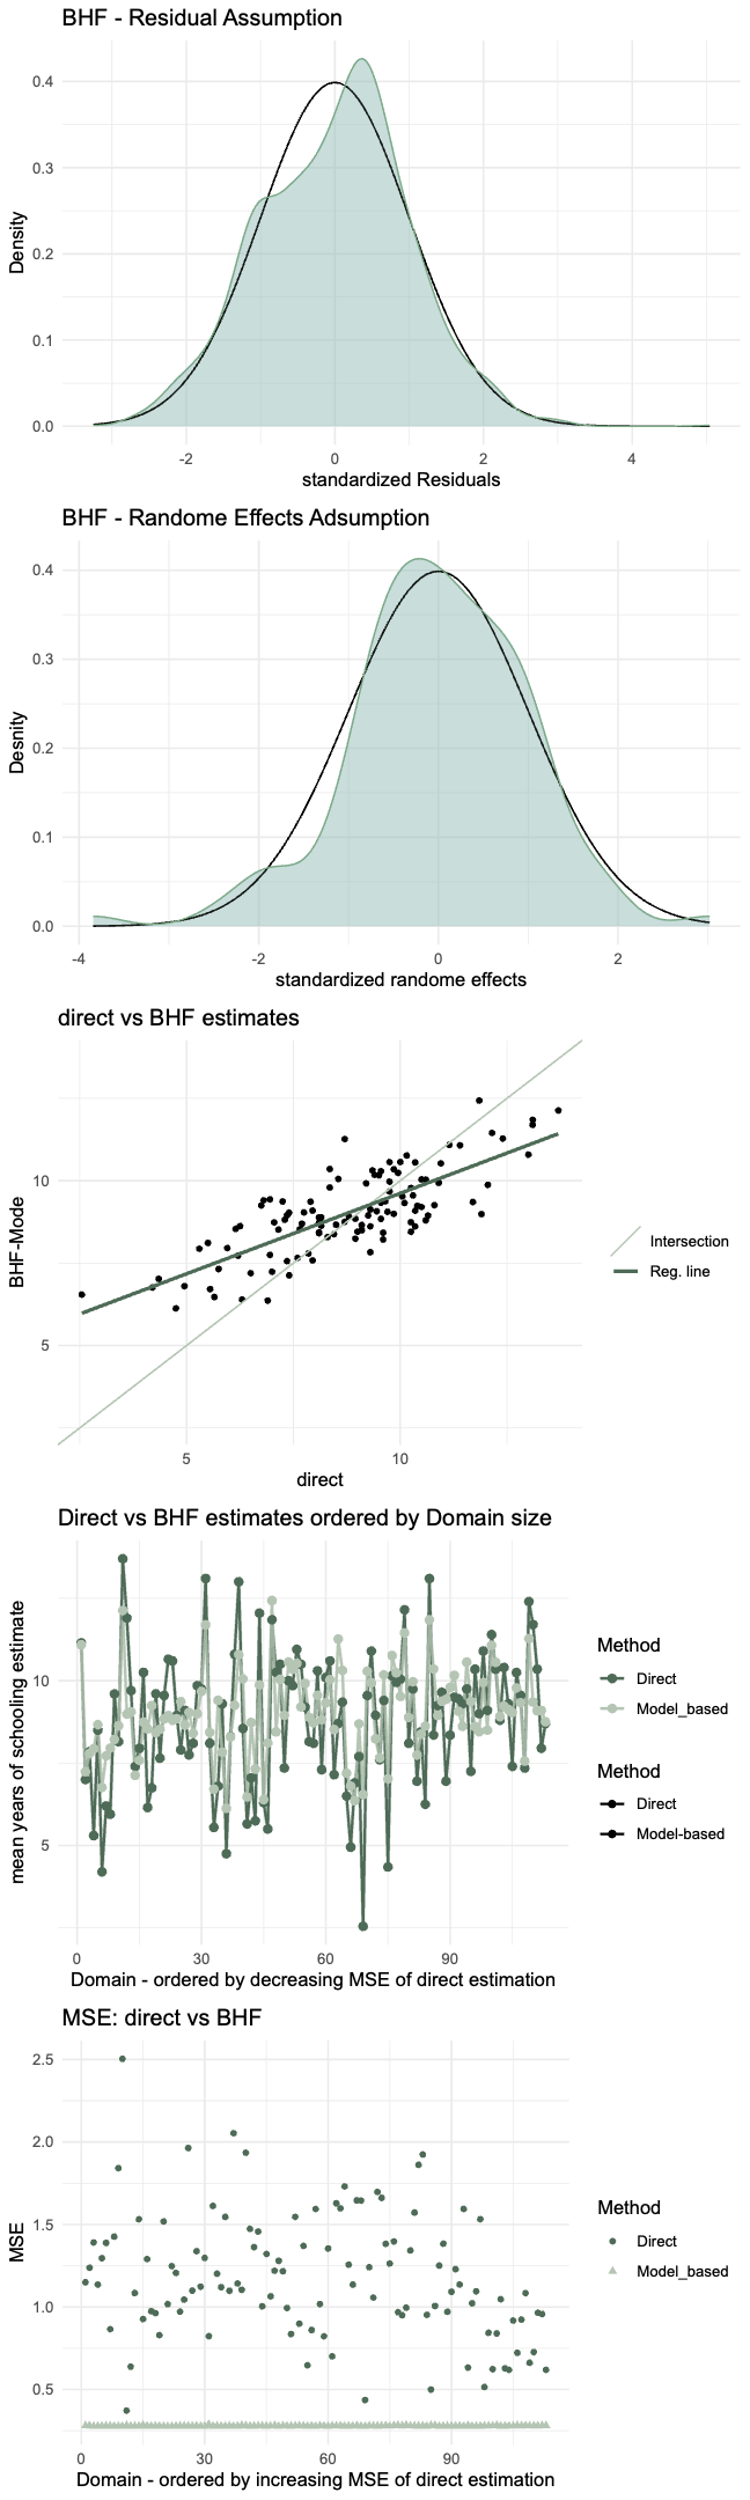 BHF - Residual Assumption
0.4
0.3
0.2
0.1
0.0
Density
-2 0 2 4
standardized Residuals
BHF - Randome Effects Adsumption
0.4
0.3
0.2
0.1
0.0
Desnity
-4 -2 0 2
standardized randome effects
direct vs BHF estimates
10
5
BHF-Mode
5 10
direct
Intersection
Reg. line
Direct vs BHF estimates ordered by Domain size
10
5
mean years of schooling estimate
0 30 60 90
Domain - ordered by decreasing MSE of direct estimation
Method
Direct
Model_based
Method
Direct
Model-based
MSE: direct vs BHF
2.5
2.0
1.5
1.0
0.5
MSE
0 30 60 90
Domain - ordered by increasing MSE of direct estimation
Method
Direct
Model_based